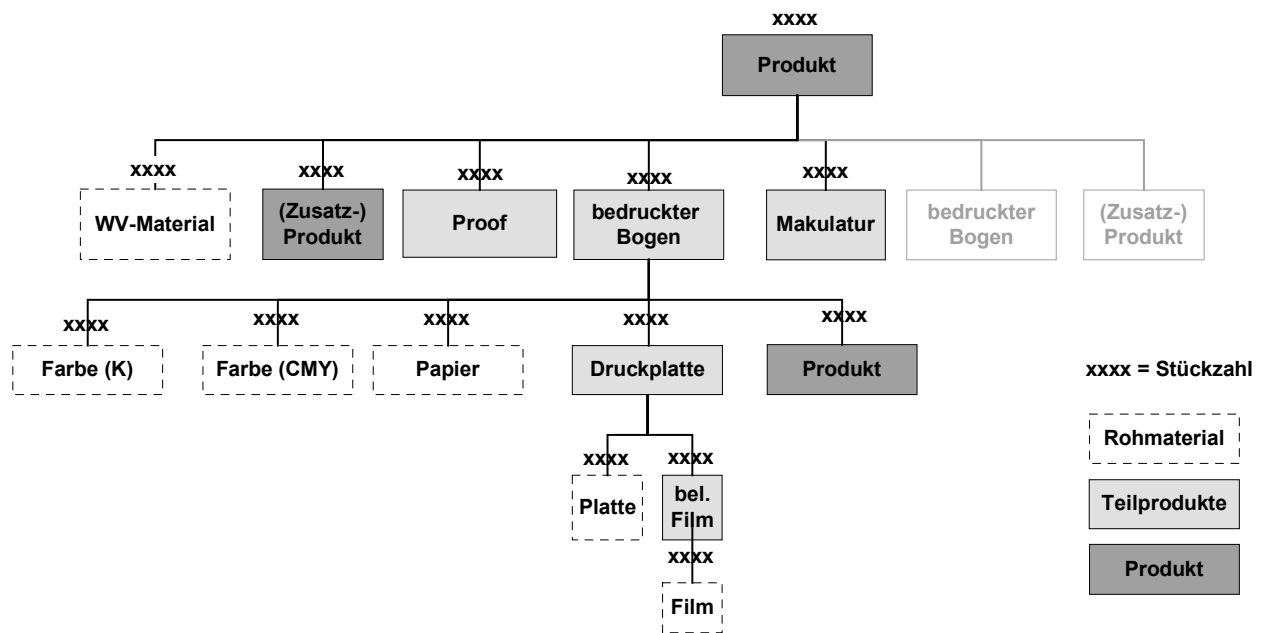 xxxx
Produkt
xxxx
xxxx
xxxx
xxxx
xxxx
WV-Material
(Zusatz-)
Produkt
Proof
bedruckter
Bogen
Makulatur
bedruckter
Bogen
(Zusatz-)
Produkt
xxxx
xxxx
xxxx
xxxx
xxxx
Farbe (K)
Farbe (CMY)
Papier
Druckplatte
Produkt
xxxx = Stückzahl
Rohmaterial
xxxx
xxxx
Platte
bel.
Film
Teilprodukte
xxxx
Film
Produkt